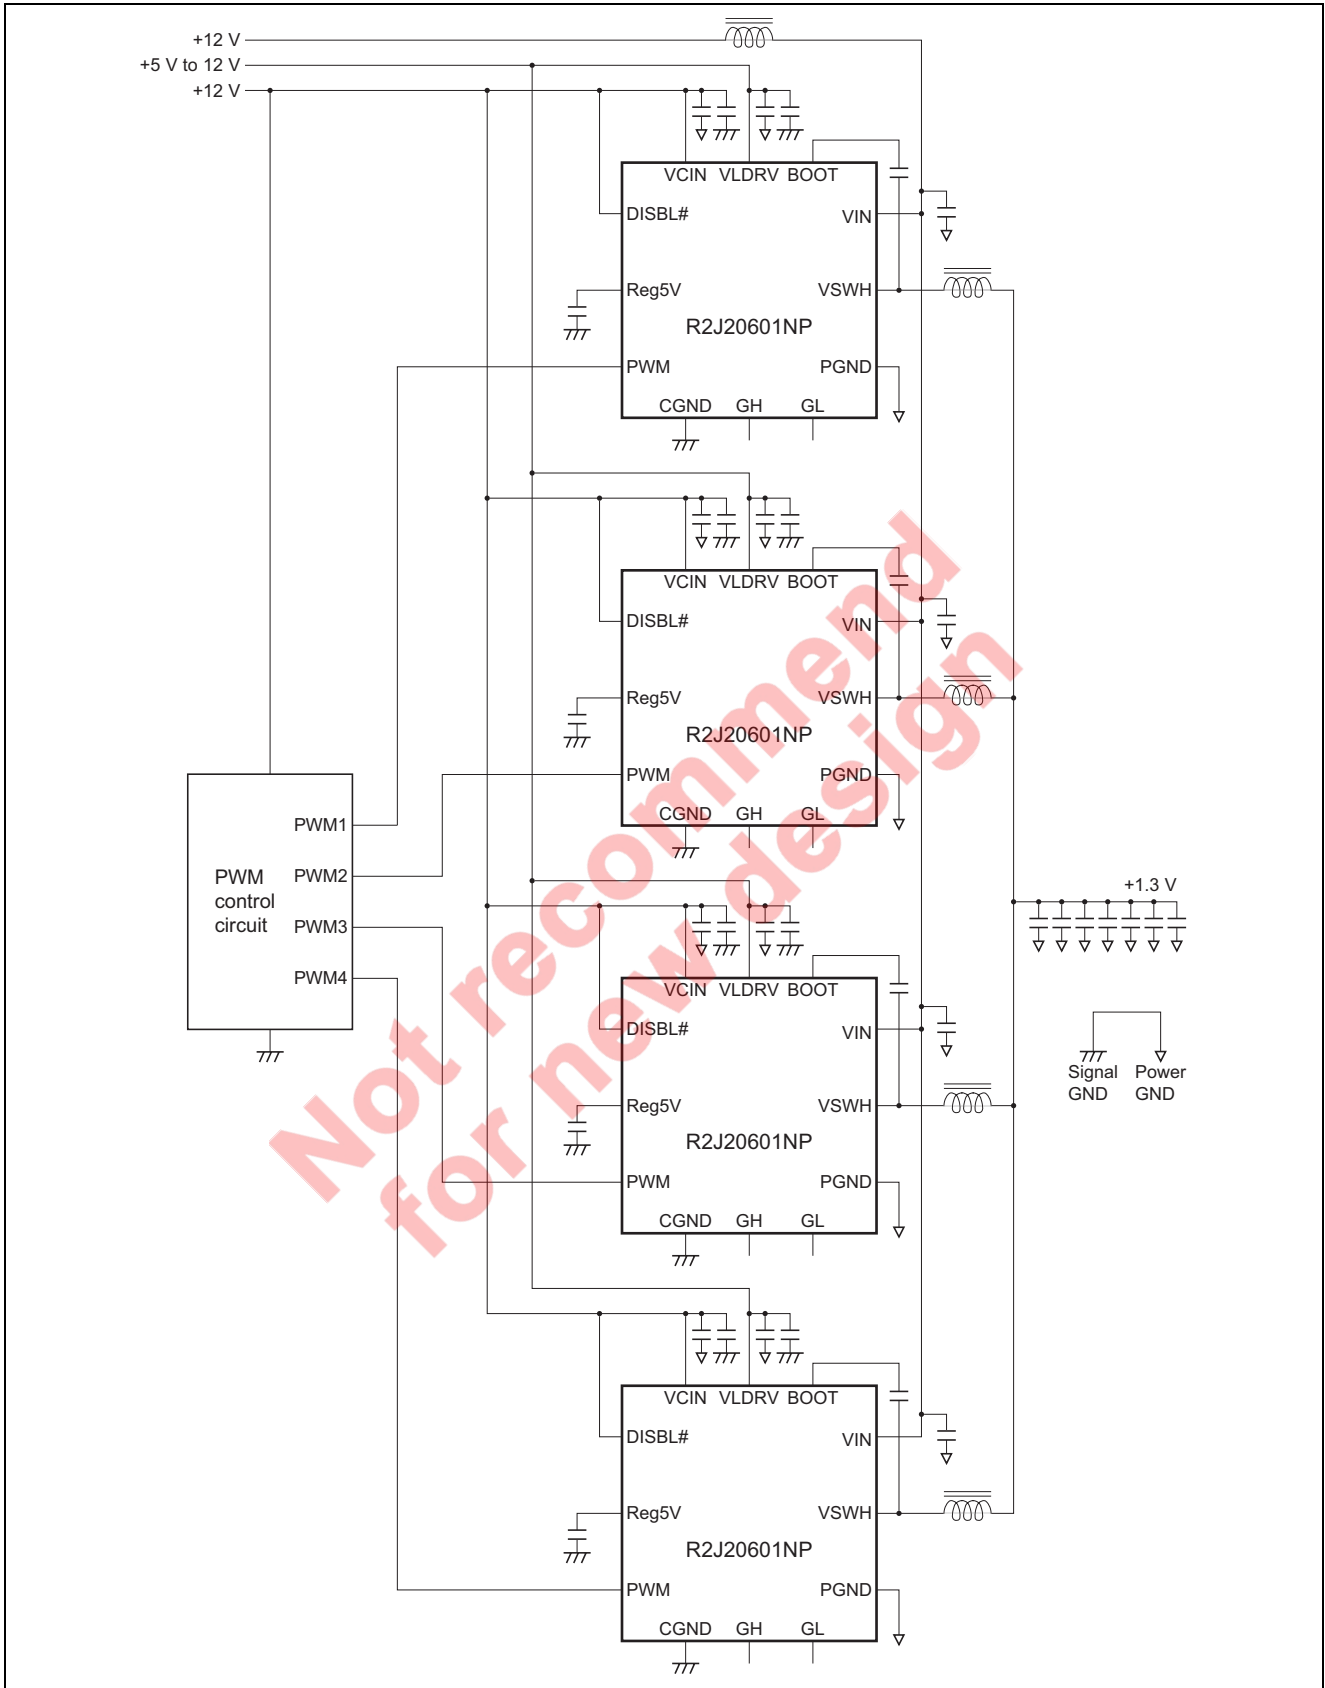 +12 V
+5 V to 12 V
+12 V
VCIN VLDRV BOOT
DISBL#
VIN
Reg5V
VSWH
R2J20601NP
PWM
PGND
CGND GH GL
VCIN VLDRV BOOT
DISBL#
VIN
Reg5V
VSWH
R2J20601NP
PWM
PGND
CGND GH GL
PWM1
PWM2
PWM3
PWM4
PWM
control
circuit
+1.3 V
VCIN VLDRV BOOT
DISBL#
VIN
Reg5V
VSWH
R2J20601NP
PWM
PGND
CGND GH GL
Signal
GND
Power
GND
VCIN VLDRV BOOT
DISBL#
VIN
Reg5V
VSWH
R2J20601NP
PWM
PGND
CGND GH GL
Not recommend
for new design